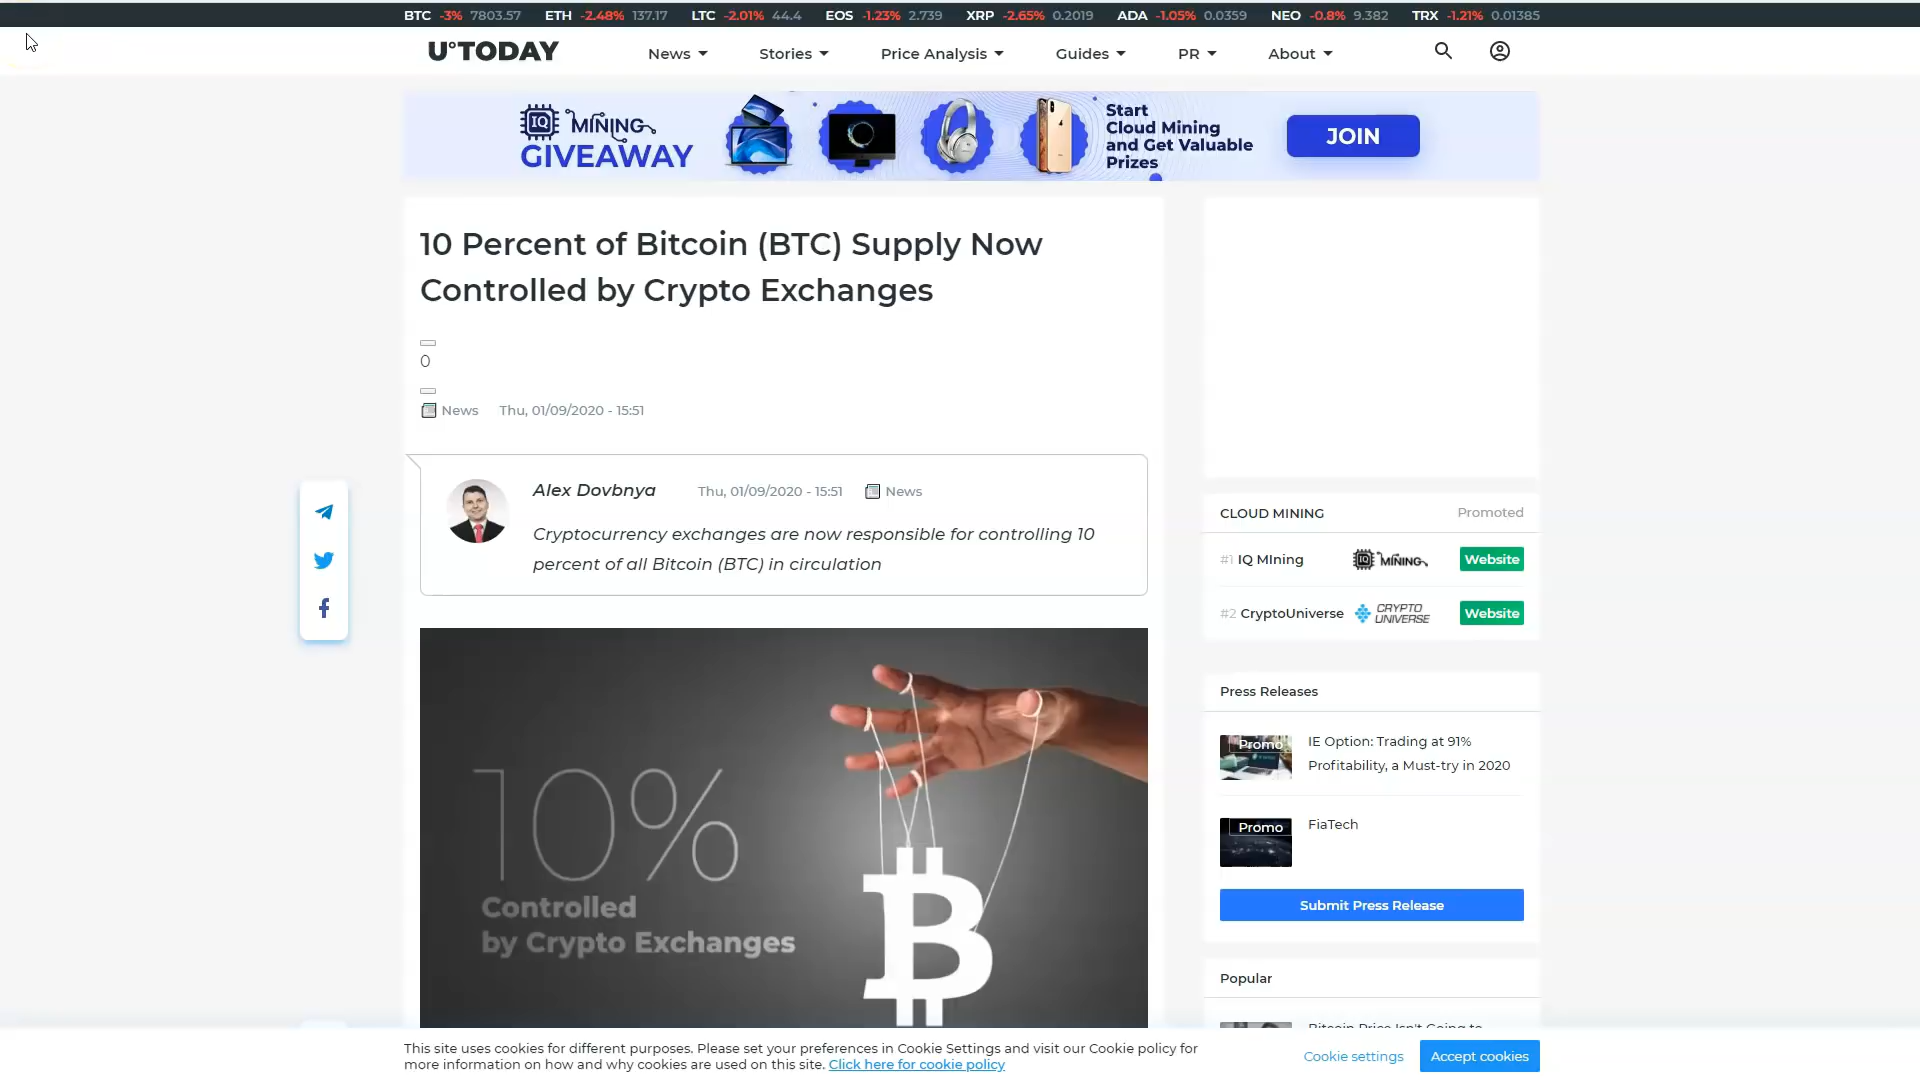 BTC -3% 7803.57 ETH -2.48% 137.17 LTC -2.01% 44.4 EOS -1.23% 2.739 XRP -2.65% 0.2019 ADA -1.05% 0.0359 NEO -0.8% 9.382 TRX -1.21% 0.01385
U°TODAY News Stories Price Analysis Guides PR About
IQ MINING
GIVEAWAY
Start
Cloud Mining
and Get Valuable
Prizes
JOIN
10 Percent of Bitcoin (BTC) Supply Now
Controlled by Crypto Exchanges
0
News Thu, 01/09/2020 - 15:51
Alex Dovbnya Thu, 01/09/2020 - 15:51 News
Cryptocurrency exchanges are now responsible for controlling 10
percent of all Bitcoin (BTC) in circulation
10%
Controlled
by Crypto Exchanges
CLOUD MINING Promoted
#1 IQ MIning IQ MINING Website
#2 CryptoUniverse CRYPTO UNIVERSE Website
Press Releases
Promo
IE Option: Trading at 91%
Profitability, a Must-try in 2020
Promo
FiaTech
Submit Press Release
Popular
Bitcoin Price Isn't Going to
This site uses cookies for different purposes. Please set your preferences in Cookie Settings and visit our Cookie policy for
more information on how and why cookies are used on this site. Click here for cookie policy
Cookie settings Accept cookies